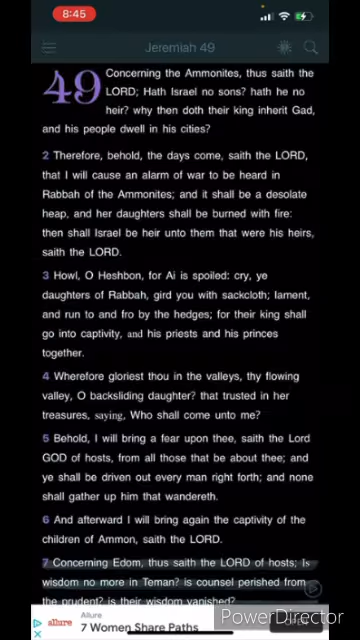 8:45
Jeremiah 49
49 Concerning the Ammonites, thus saith the
LORD; Hath Israel no sons? hath he no
heir? why then doth their king inherit Gad,
and his people dwell in his cities?
2 Therefore, behold, the days come, saith the LORD,
that I will cause an alarm of war to be heard in
Rabbah of the Ammonites; and it shall be a desolate
heap, and her daughters shall be burned with fire:
then shall Israel be heir unto them that were his heirs,
saith the LORD.
3 Howl, O Heshbon, for Ai is spoiled: cry, ye
daughters of Rabbah, gird you with sackcloth; lament,
and run to and fro by the hedges; for their king shall
go into captivity, and his priests and his princes
together.
4 Wherefore gloriest thou in the valleys, thy flowing
valley, O backsliding daughter? that trusted in her
treasures, saying, Who shall come unto me?
5 Behold, I will bring a fear upon thee, saith the Lord
GOD of hosts, from all those that be about thee; and
ye shall be driven out every man right forth; and none
shall gather up him that wandereth.
6 And afterward I will bring again the captivity of the
children of Ammon, saith the LORD.
7 Concerning Edom, thus saith the LORD of hosts; Is
wisdom no more in Teman? is counsel perished from
the prudent? is their wisdom vanished?
allure
Allure
7 Women Share Paths
PowerDirector